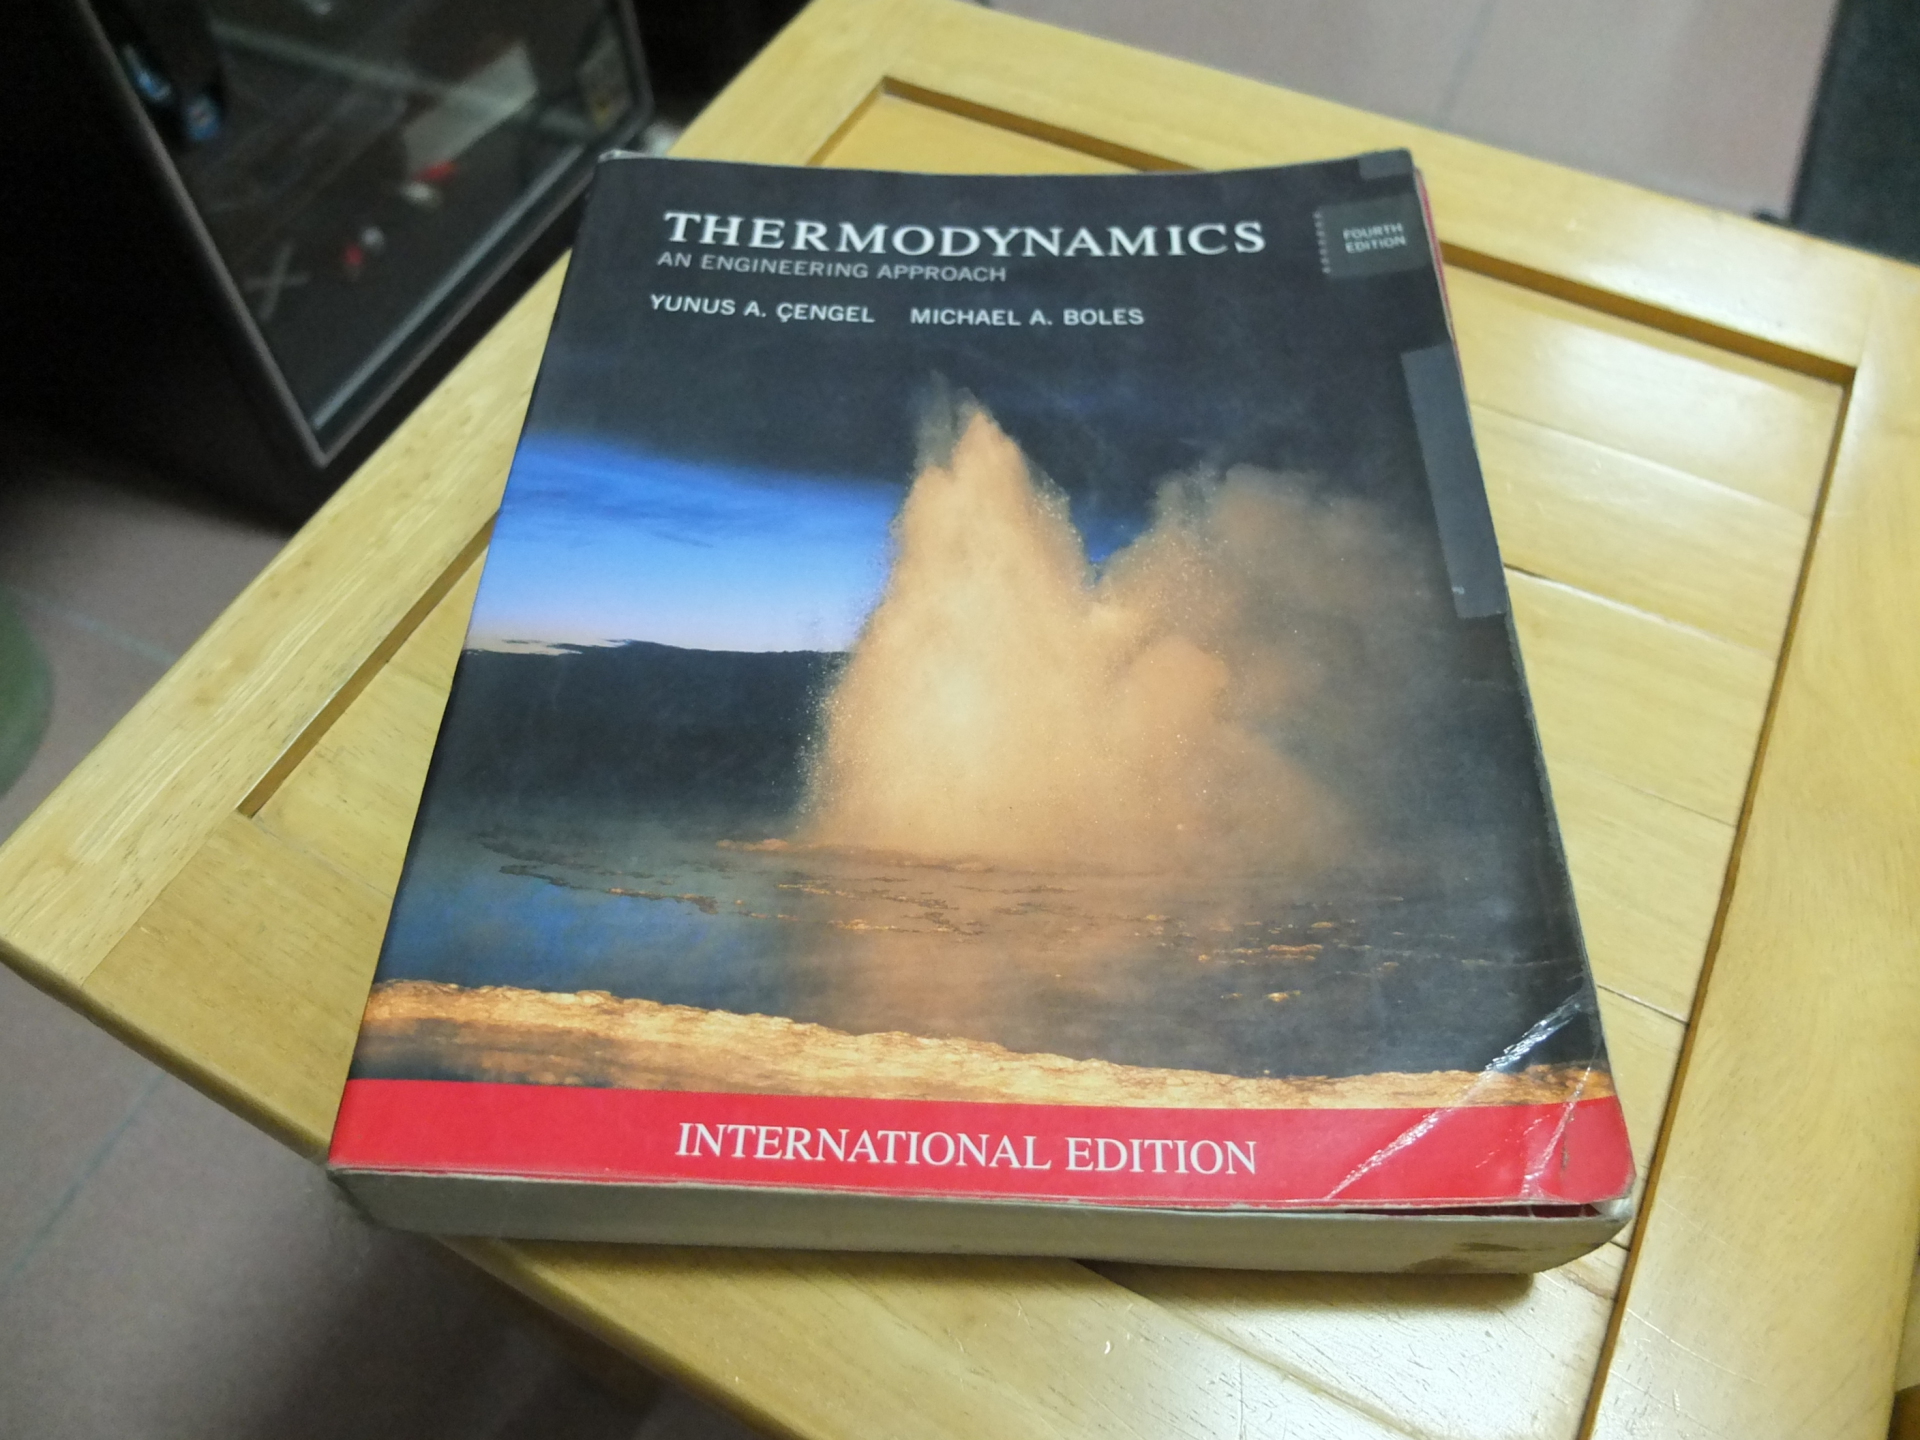 THERMODYNAMICS
AN ENGINEERING APPROACH
YUNUS A. ÇENGEL MICHAEL A. BOLES
FOURTH
EDITION
INTERNATIONAL EDITION